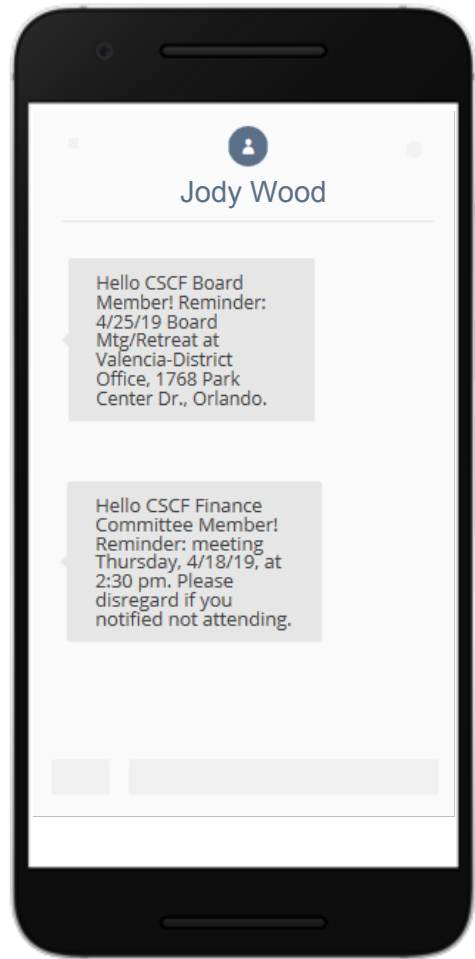 Jody Wood
Hello CSCF Board
Member! Reminder:
4/25/19 Board
Mtg/Retreat at
Valencia-District
Office, 1768 Park
Center Dr., Orlando.
Hello CSCF Finance
Committee Member!
Reminder: meeting
Thursday, 4/18/19, at
2:30 pm. Please
disregard if you
notified not attending.